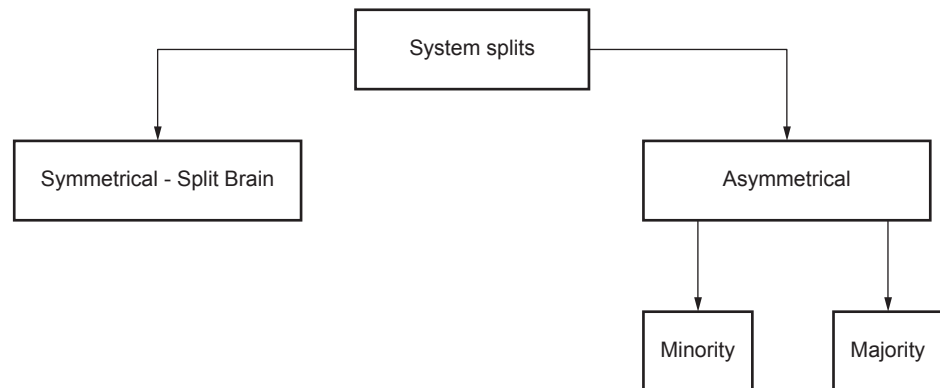 System splits
Symmetrical - Split Brain
Asymmetrical
Minority
Majority